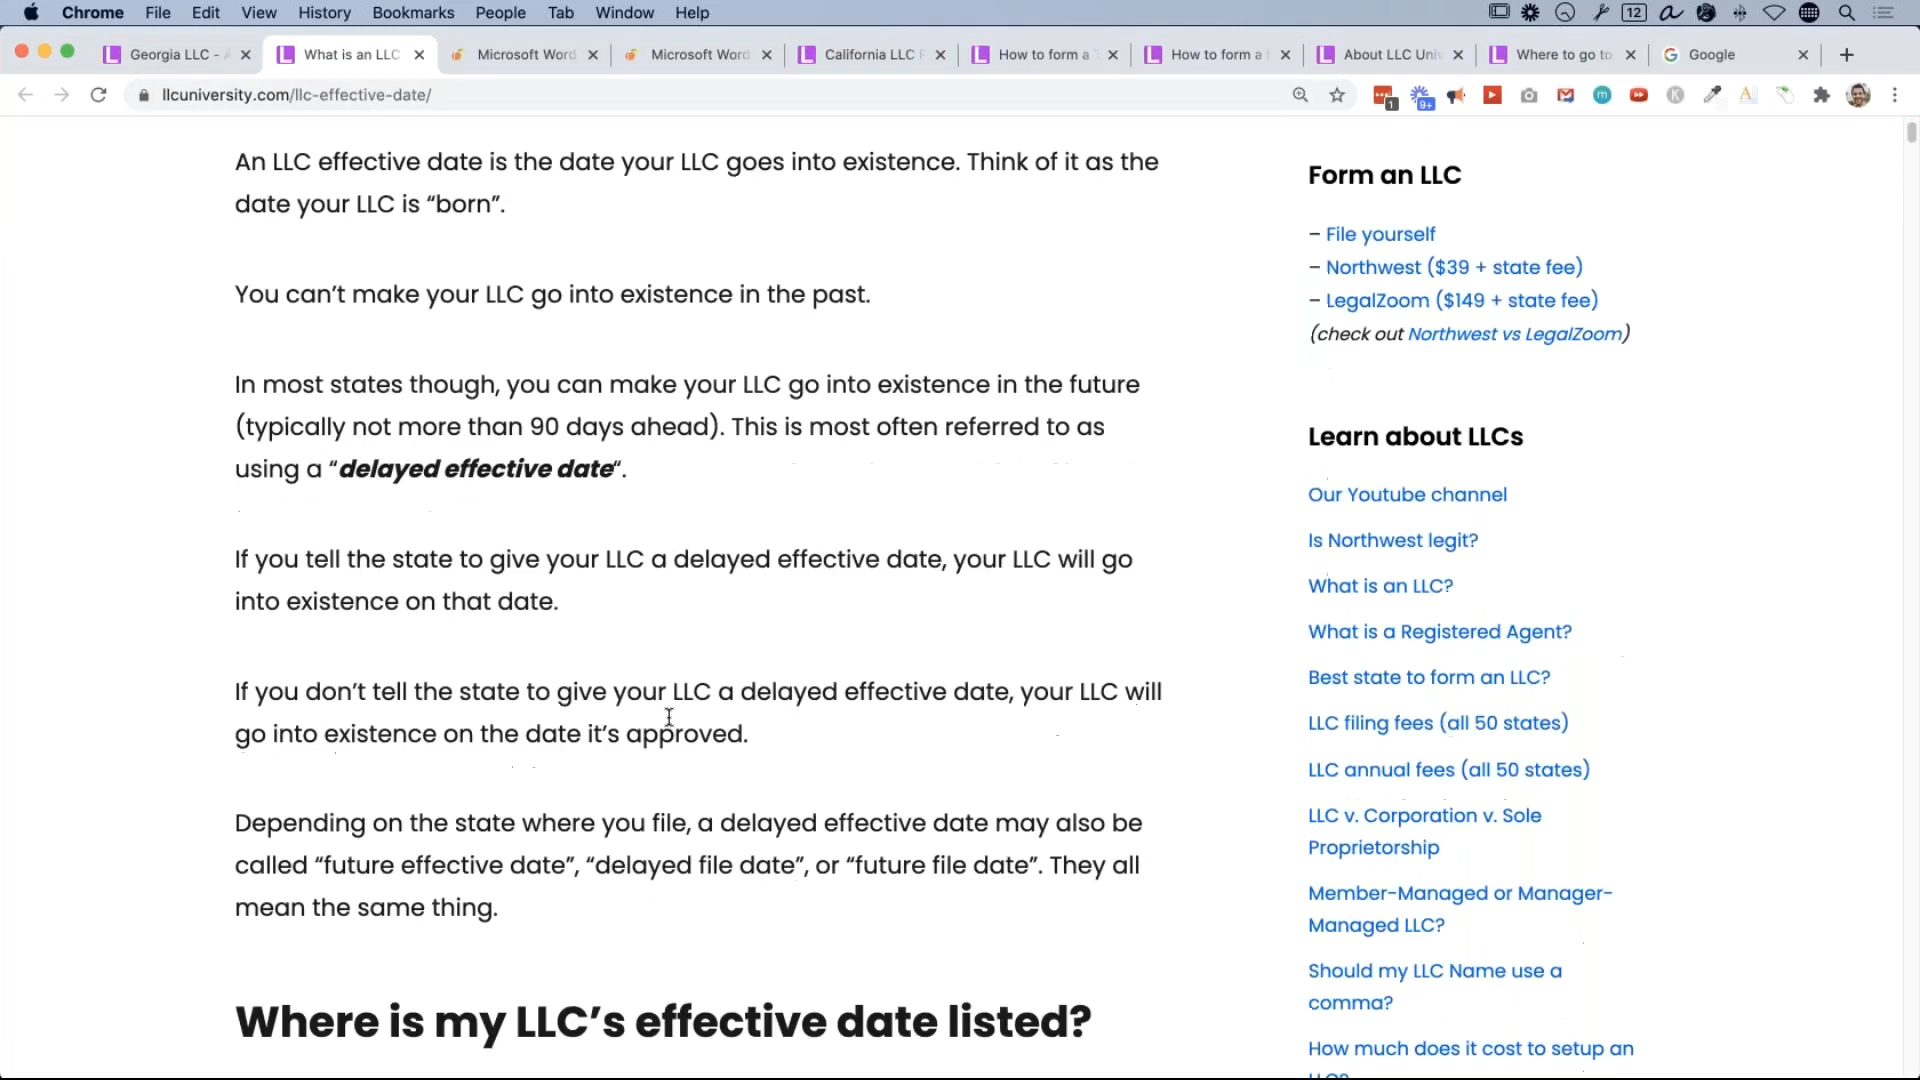 Chrome File Edit View History Bookmarks People Tab Window Help
12
Georgia LLC -
What is an LLC
Microsoft Word
Microsoft Word
California LLC
How to form a
How to form a
About LLC Univ
Where to go to
Google
llcuniversity.com/llc-effective-date/
1
9+
An LLC effective date is the date your LLC goes into existence. Think of it as the
date your LLC is “born”.
You can’t make your LLC go into existence in the past.
In most states though, you can make your LLC go into existence in the future
(typically not more than 90 days ahead). This is most often referred to as
using a “delayed effective date“.
If you tell the state to give your LLC a delayed effective date, your LLC will go
into existence on that date.
If you don’t tell the state to give your LLC a delayed effective date, your LLC will
go into existence on the date it’s approved.
Depending on the state where you file, a delayed effective date may also be
called “future effective date”, “delayed file date”, or “future file date”. They all
mean the same thing.
Where is my LLC’s effective date listed?
Form an LLC
– File yourself
– Northwest ($39 + state fee)
– LegalZoom ($149 + state fee)
(check out Northwest vs LegalZoom)
Learn about LLCs
Our Youtube channel
Is Northwest legit?
What is an LLC?
What is a Registered Agent?
Best state to form an LLC?
LLC filing fees (all 50 states)
LLC annual fees (all 50 states)
LLC v. Corporation v. Sole
Proprietorship
Member-Managed or Manager-
Managed LLC?
Should my LLC Name use a
comma?
How much does it cost to setup an